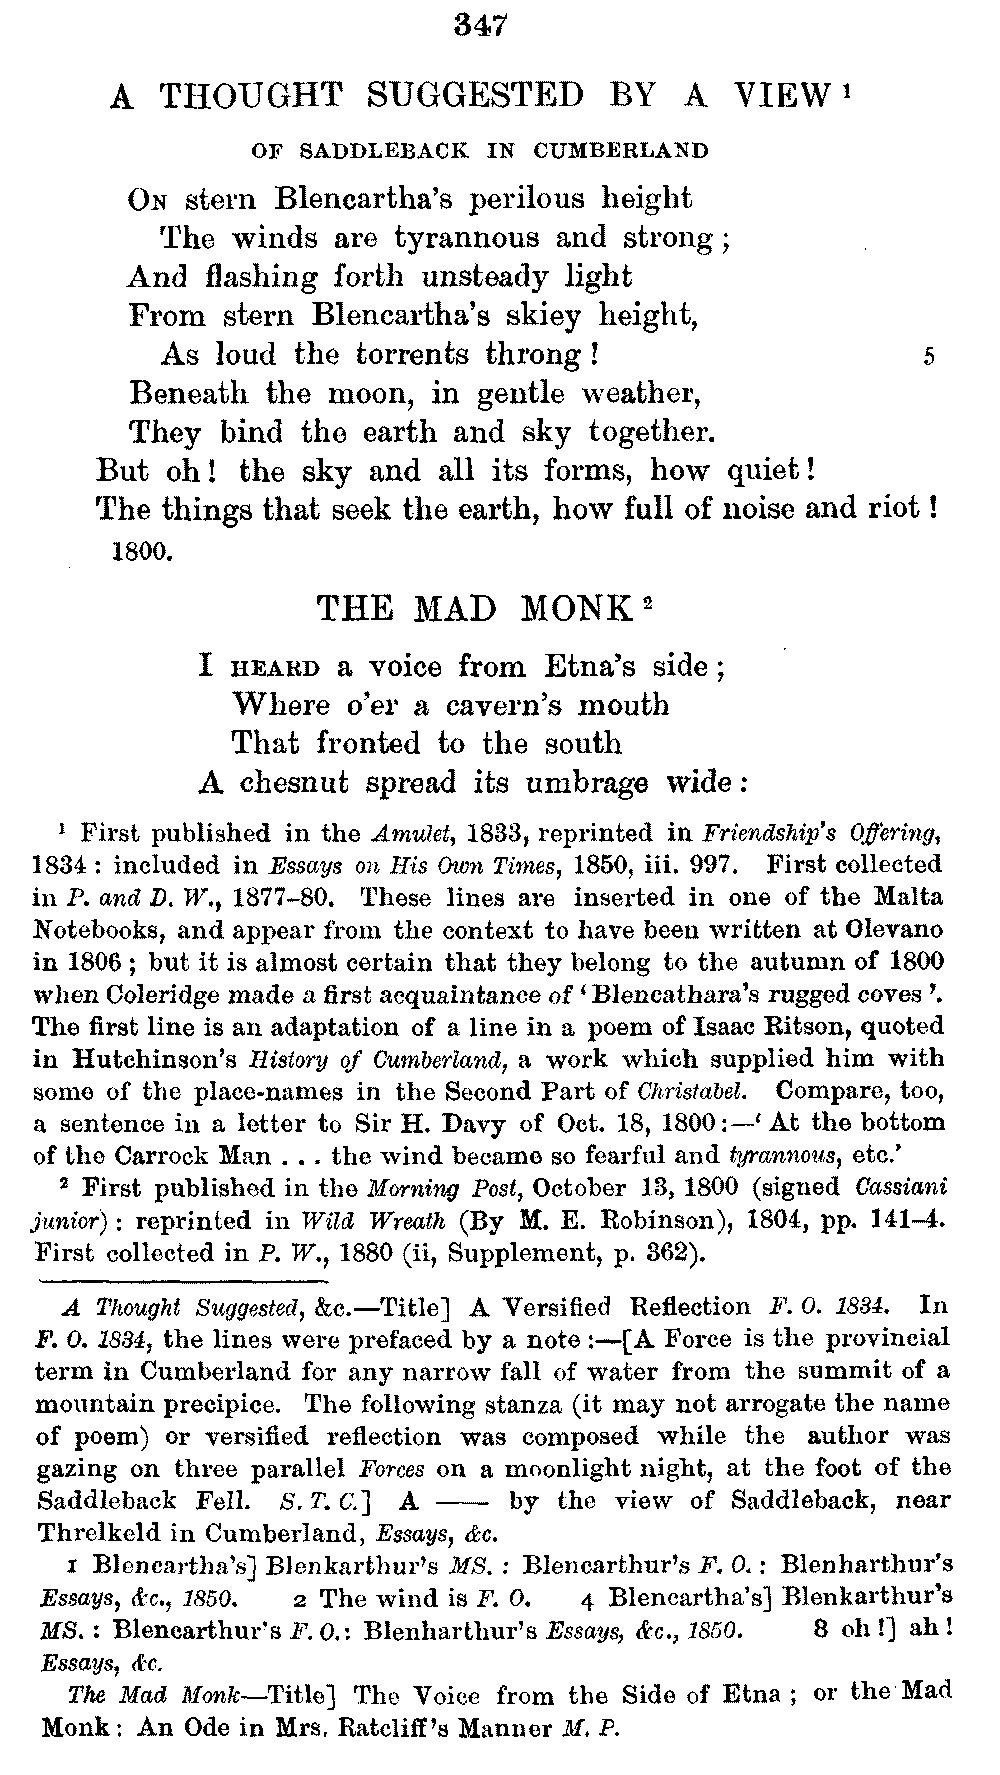 347
A THOUGHT SUGGESTED BY A VIEW ¹
OF SADDLEBACK IN CUMBERLAND
ON stern Blencartha's perilous height
The winds are tyrannous and strong ;
And flashing forth unsteady light
From stern Blencartha's skiey height,
As loud the torrents throng ! 5
Beneath the moon, in gentle weather,
They bind the earth and sky together.
But oh ! the sky and all its forms, how quiet !
The things that seek the earth, how full of noise and riot !
1800.
THE MAD MONK ²
I HEARD a voice from Etna's side ;
Where o'er a cavern's mouth
That fronted to the south
A chesnut spread its umbrage wide :
¹ First published in the Amulet, 1833, reprinted in Friendship's Offering,
1834 : included in Essays on His Own Times, 1850, iii. 997. First collected
in P. and D. W., 1877–80. These lines are inserted in one of the Malta
Notebooks, and appear from the context to have been written at Olevano
in 1806 ; but it is almost certain that they belong to the autumn of 1800
when Coleridge made a first acquaintance of ‘ Blencathara's rugged coves ’.
The first line is an adaptation of a line in a poem of Isaac Ritson, quoted
in Hutchinson's History of Cumberland, a work which supplied him with
some of the place-names in the Second Part of Christabel. Compare, too,
a sentence in a letter to Sir H. Davy of Oct. 18, 1800 :—‘ At the bottom
of the Carrock Man . . . the wind became so fearful and tyrannous, etc.’
² First published in the Morning Post, October 13, 1800 (signed Cassiani
junior) : reprinted in Wild Wreath (By M. E. Robinson), 1804, pp. 141–4.
First collected in P. W., 1880 (ii, Supplement, p. 362).
A Thought Suggested, &c.—Title] A Versified Reflection F. O. 1834. In
F. O. 1834, the lines were prefaced by a note :—[A Force is the provincial
term in Cumberland for any narrow fall of water from the summit of a
mountain precipice. The following stanza (it may not arrogate the name
of poem) or versified reflection was composed while the author was
gazing on three parallel Forces on a moonlight night, at the foot of the
Saddleback Fell. S. T. C.] A —— by the view of Saddleback, near
Threlkeld in Cumberland, Essays, &c.
1 Blencartha's] Blenkarthur's MS. : Blencarthur's F. O. : Blenharthur's
Essays, &c., 1850. 2 The wind is F. O. 4 Blencartha's] Blenkarthur's
MS. : Blencarthur's F. O. : Blenharthur's Essays, &c., 1850. 8 oh !] ah !
Essays, &c.
The Mad Monk—Title] The Voice from the Side of Etna ; or the Mad
Monk : An Ode in Mrs. Ratcliff's Manner M. P.